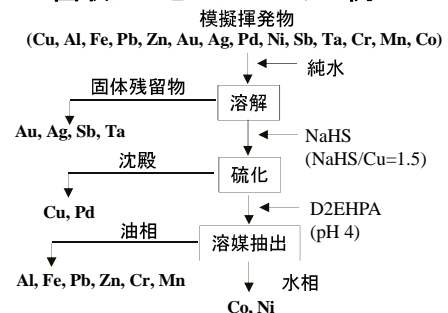 模擬揮発物
(Cu, Al, Fe, Pb, Zn, Au, Ag, Pd, Ni, Sb, Ta, Cr, Mn, Co)
純水
固体残留物
溶解
Au, Ag, Sb, Ta
NaHS
(NaHS/Cu=1.5)
沈殿
硫化
Cu, Pd
D2EHPA
(pH 4)
油相
溶媒抽出
Al, Fe, Pb, Zn, Cr, Mn
水相
Co, Ni